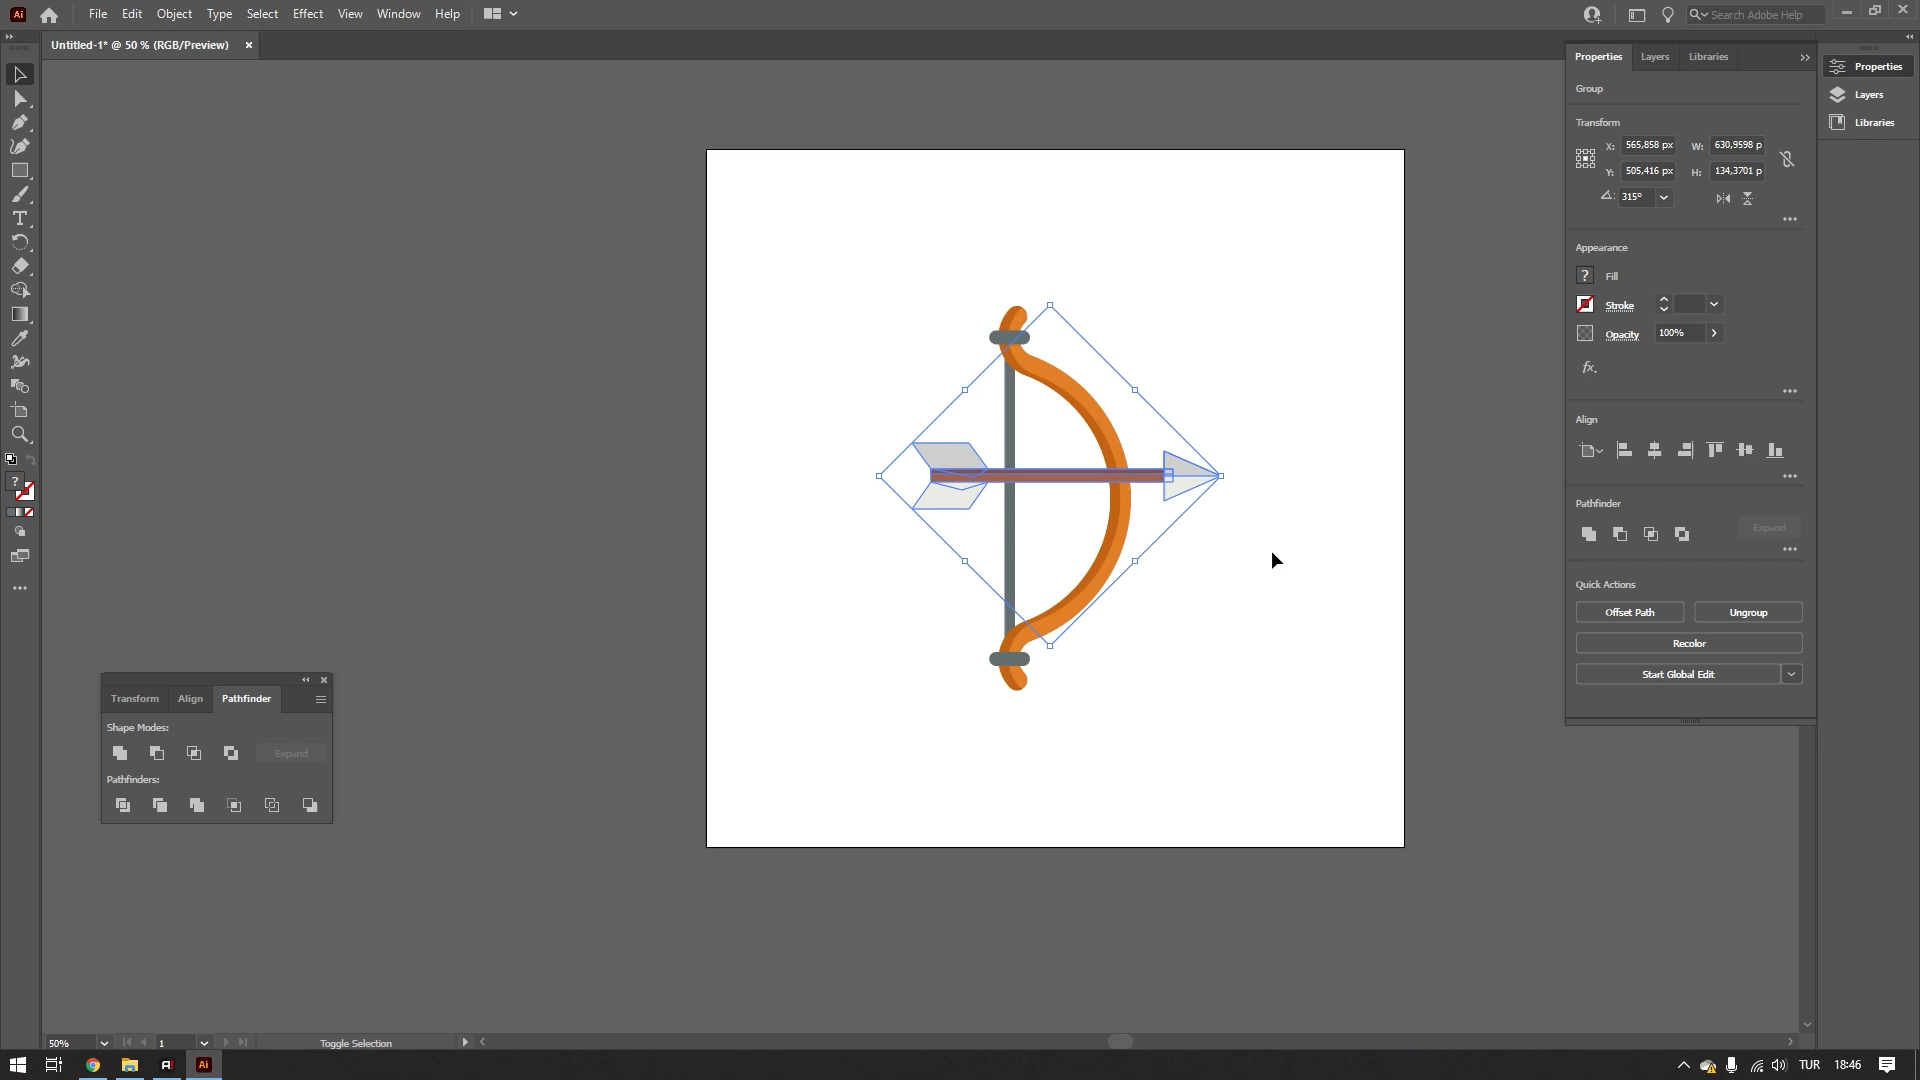 Ai File Edit Object Type Select Effect View Window Help Search Adobe Help
Untitled-1* @ 50 % (RGB/Preview) ×
Properties Layers Libraries
Properties
Layers
Libraries
Group
Transform
X: 565,858 px W: 630,9598 p
Y: 505,416 px H: 134,3701 p
315°
Appearance
? Fill
Stroke
Opacity 100%
fx.
Align
Pathfinder
Expand
Quick Actions
Offset Path Ungroup
Recolor
Start Global Edit
T
?
Transform Align Pathfinder
Shape Modes:
Expand
Pathfinders:
50% 1 Toggle Selection
Ai TUR 18:46